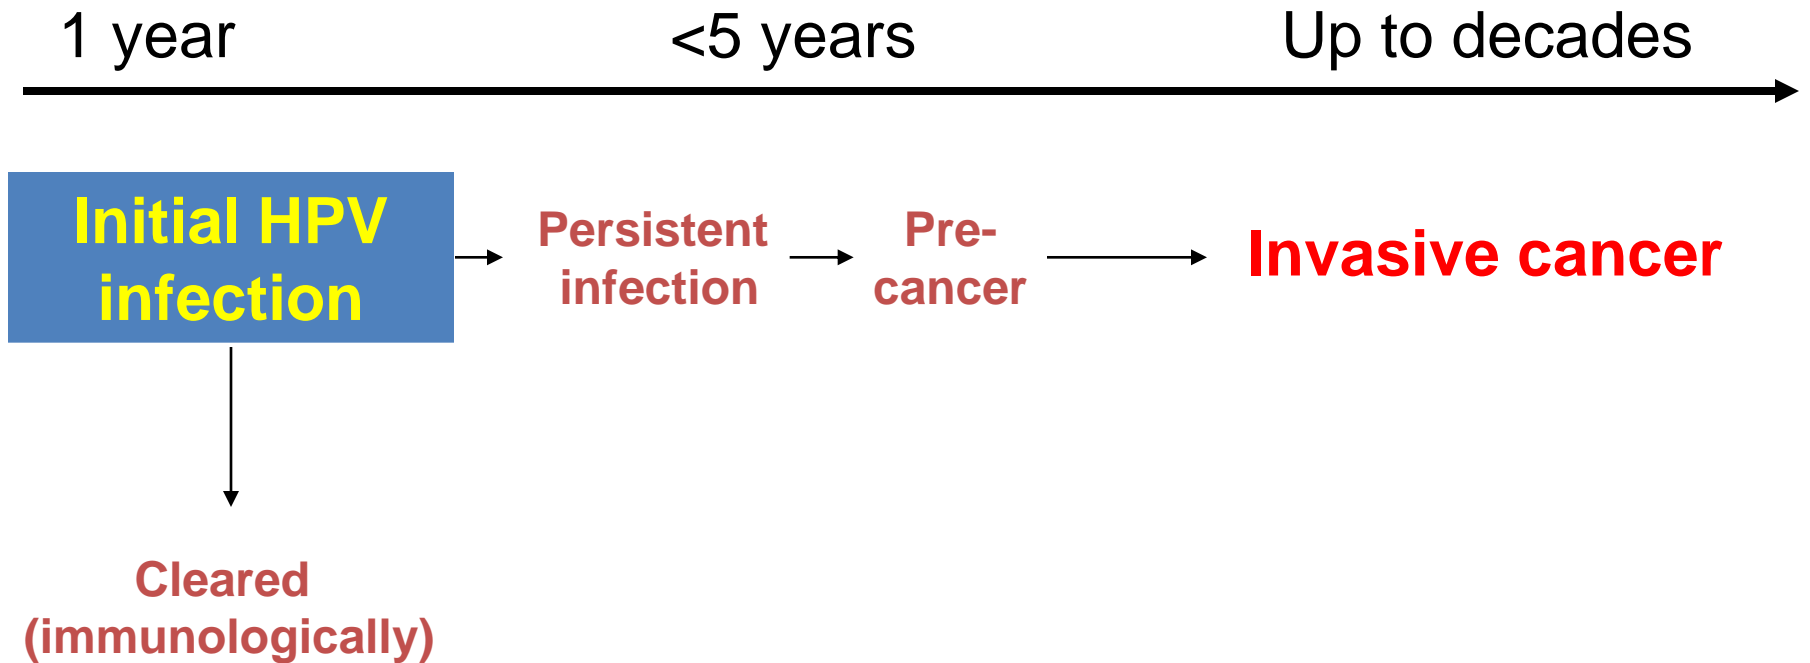 1 year <5 years Up to decades
Initial HPV
infection
Persistent
infection
Pre-
cancer
Invasive cancer
Cleared
(immunologically)